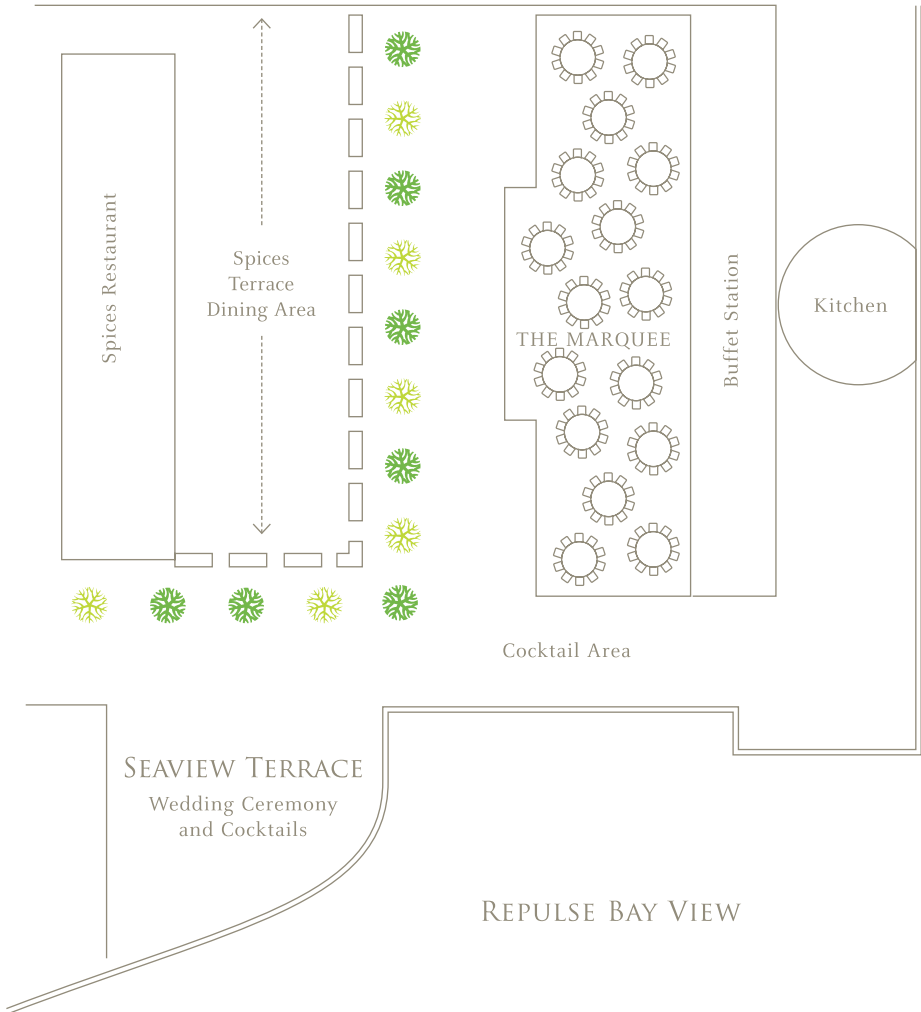 Spices Restaurant
Spices
Terrace
Dining Area
THE MARQUEE
Buffet Station
Kitchen
Cocktail Area
SEAVIEW TERRACE
Wedding Ceremony
and Cocktails
REPULSE BAY VIEW